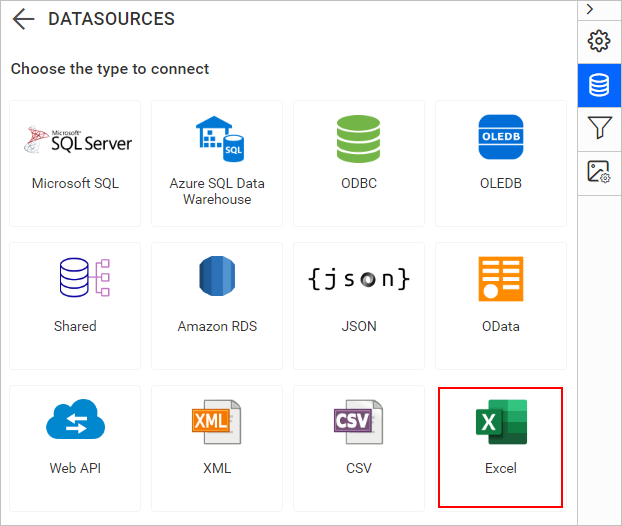 DATASOURCES
Choose the type to connect
Microsoft
SQL Server
Microsoft SQL
SQL
Azure SQL Data
Warehouse
ODBC
OLEDB
OLEDB
Shared
Amazon RDS
{json}
JSON
OData
Web API
XML
XML
CSV
CSV
X
Excel